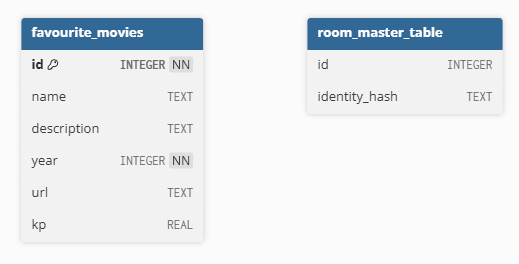 favourite_movies
id INTEGER NN
name TEXT
description TEXT
year INTEGER NN
url TEXT
kp REAL
room_master_table
id INTEGER
identity_hash TEXT